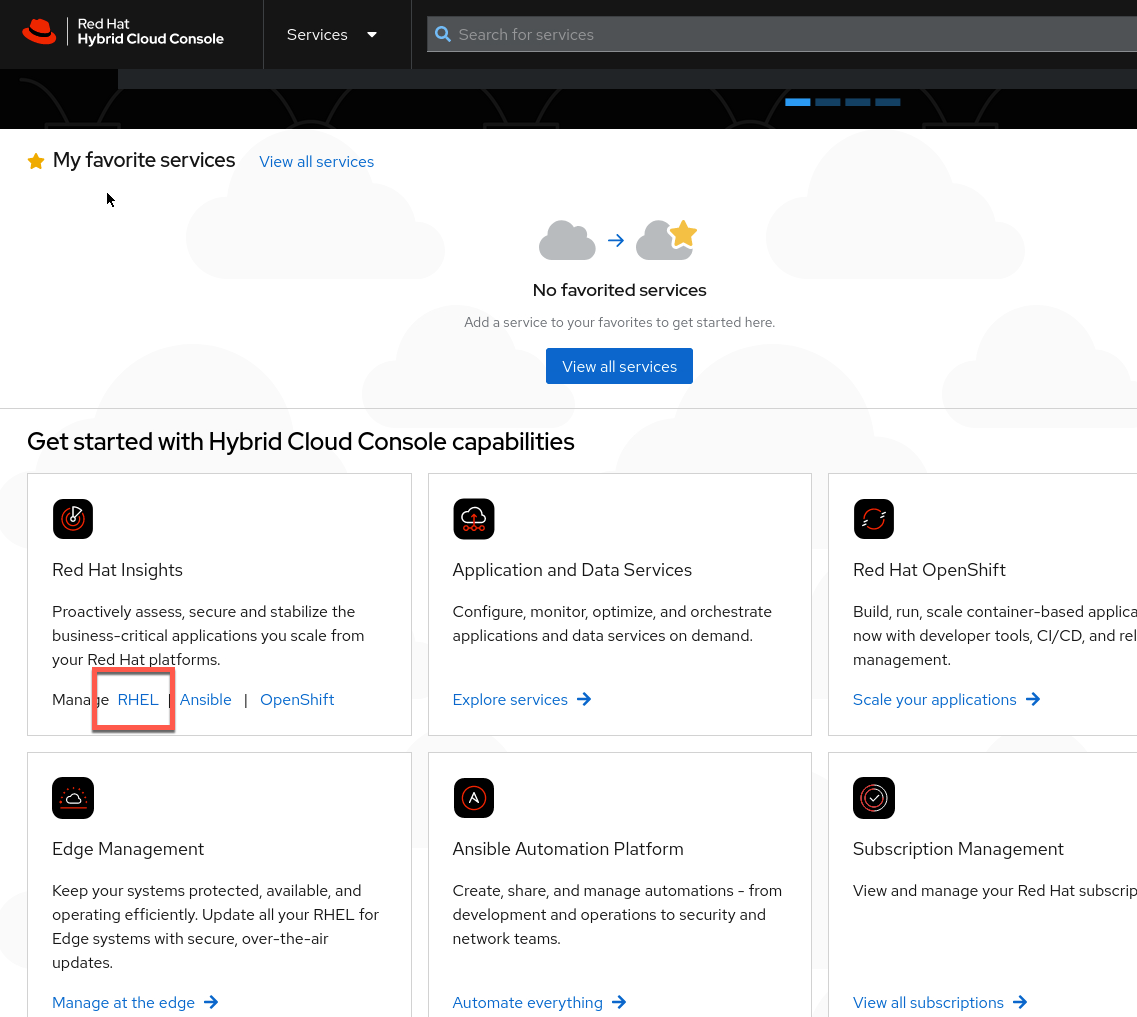 Red Hat
Hybrid Cloud Console
Services
Search for services
My favorite services View all services
No favorited services
Add a service to your favorites to get started here.
View all services
Get started with Hybrid Cloud Console capabilities
Red Hat Insights
Proactively assess, secure and stabilize the
business-critical applications you scale from
your Red Hat platforms.
Manage RHEL | Ansible | OpenShift
Application and Data Services
Configure, monitor, optimize, and orchestrate
applications and data services on demand.
Explore services
Red Hat OpenShift
Build, run, scale container-based applica
now with developer tools, CI/CD, and rel
management.
Scale your applications
Edge Management
Keep your systems protected, available, and
operating efficiently. Update all your RHEL for
Edge systems with secure, over-the-air
updates.
Manage at the edge
Ansible Automation Platform
Create, share, and manage automations - from
development and operations to security and
network teams.
Automate everything
Subscription Management
View and manage your Red Hat subscrip
View all subscriptions